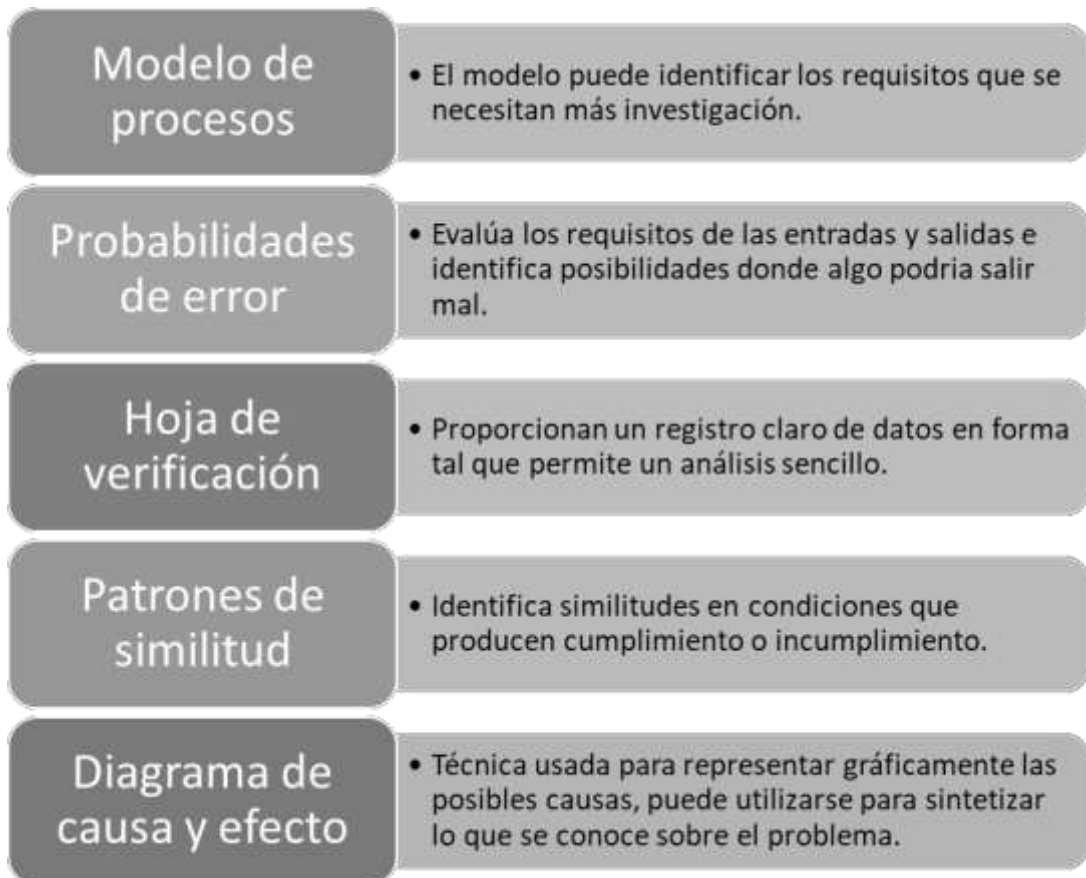 Modelo de
procesos
• El modelo puede identificar los requisitos que se
necesitan más investigación.
Probabilidades
de error
• Evalúa los requisitos de las entradas y salidas e
identifica posibilidades donde algo podria salir
mal.
Hoja de
verificación
• Proporcionan un registro claro de datos en forma
tal que permite un análisis sencillo.
Patrones de
similitud
• Identifica similitudes en condiciones que
producen cumplimiento o incumplimiento.
Diagrama de
causa y efecto
• Técnica usada para representar gráficamente las
posibles causas, puede utilizarse para sintetizar
lo que se conoce sobre el problema.